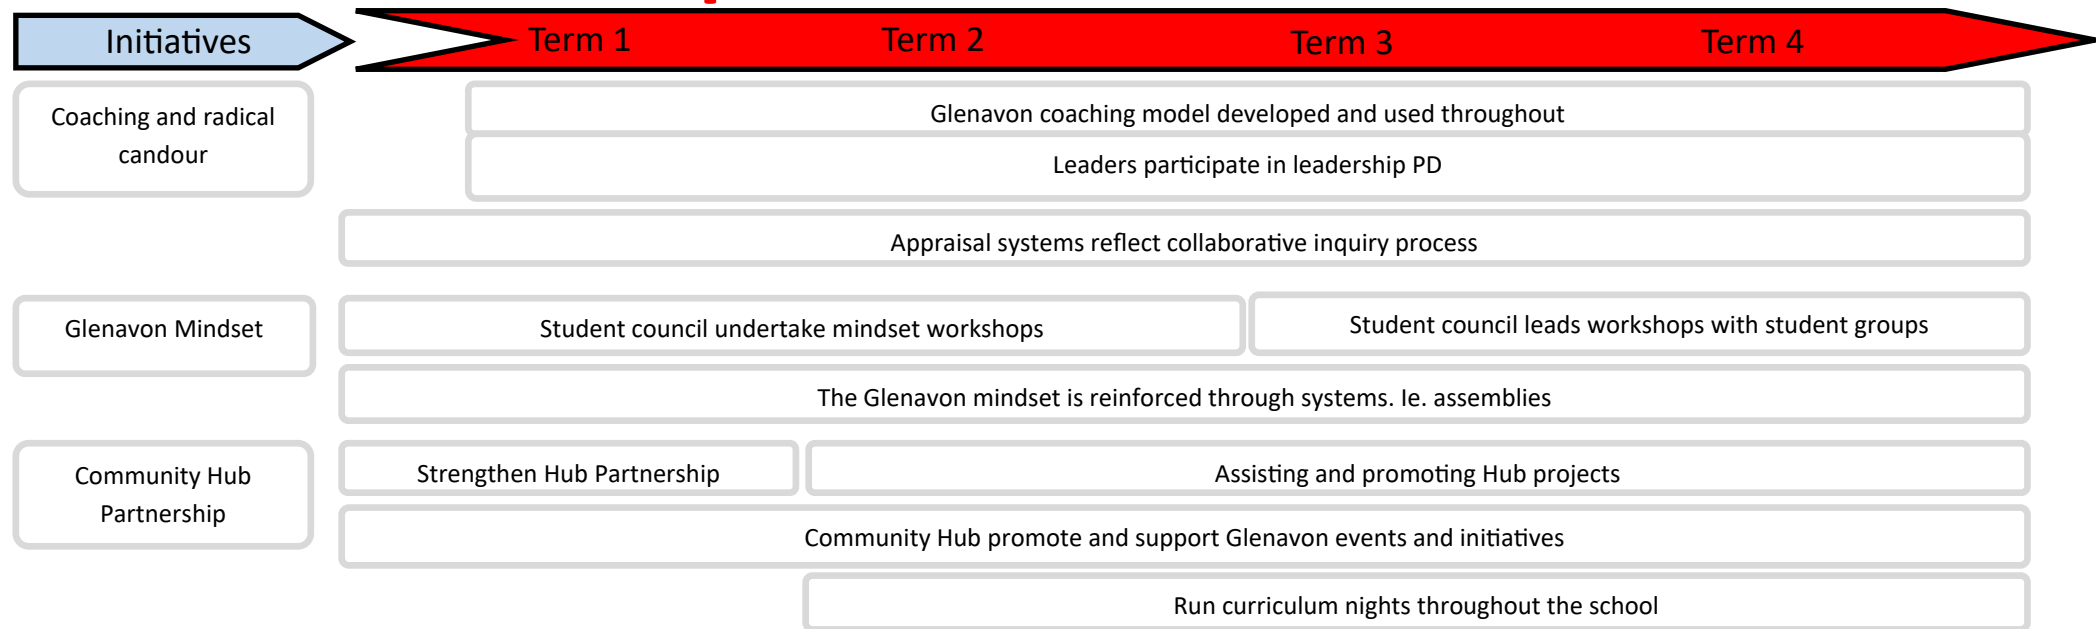 Initiatives
Term 1
Term 2
Term 3
Term 4
Coaching and radical
candour
Glenavon coaching model developed and used throughout
Leaders participate in leadership PD
Appraisal systems reflect collaborative inquiry process
Glenavon Mindset
Student council undertake mindset workshops
Student council leads workshops with student groups
The Glenavon mindset is reinforced through systems. Ie. assemblies
Community Hub
Partnership
Strengthen Hub Partnership
Assisting and promoting Hub projects
Community Hub promote and support Glenavon events and initiatives
Run curriculum nights throughout the school